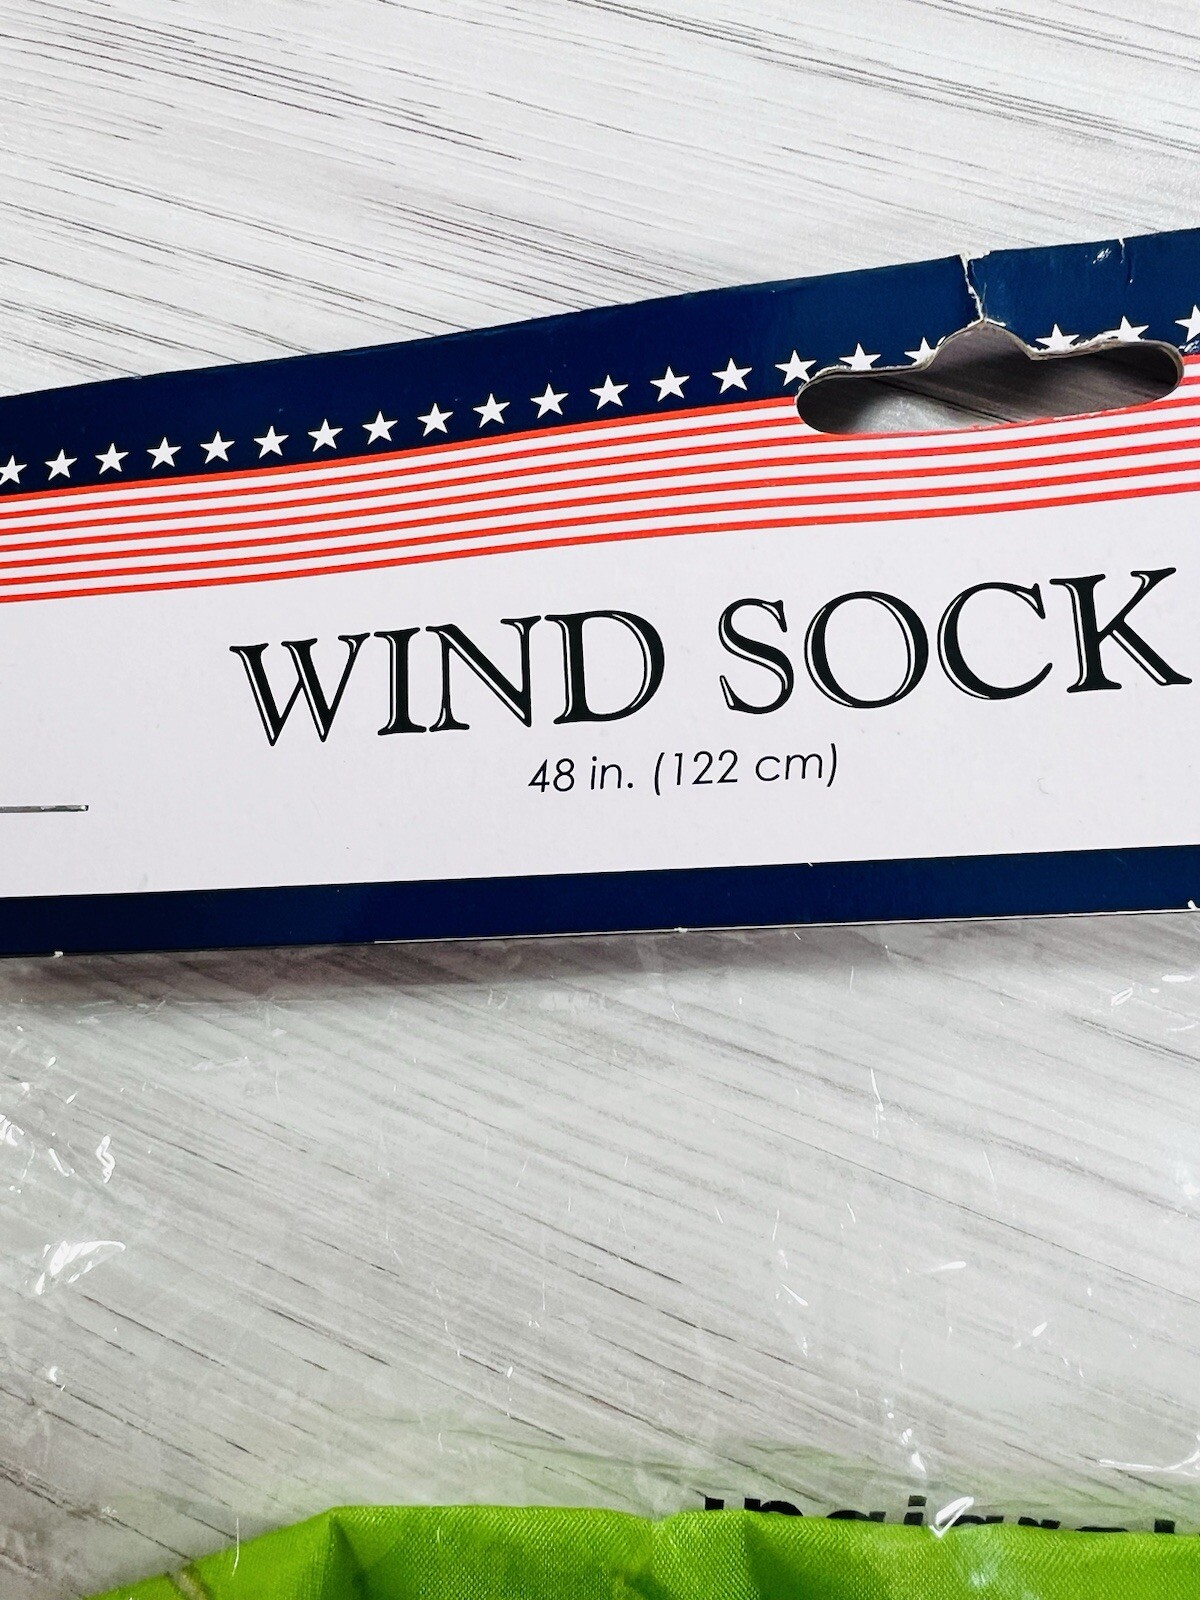 WIND SOCK
48 in. (122 cm)